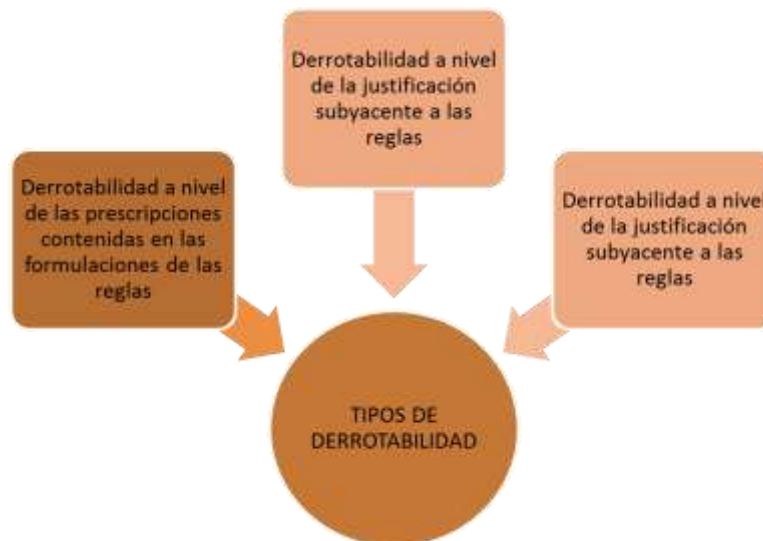 Derrotabilidad a nivel
de la justificación
subyacente a las
reglas
Derrotabilidad a nivel
de las prescripciones
contenidas en las
formulaciones de las
reglas
Derrotabilidad a nivel
de la justificación
subyacente a las
reglas
TIPOS DE
DERROTABILIDAD